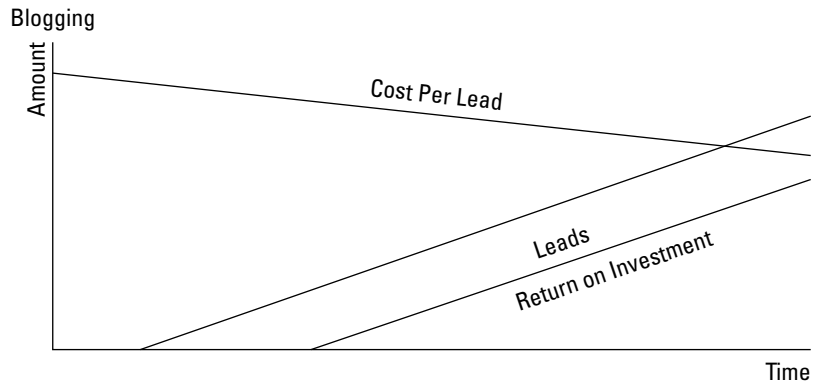 Blogging
Amount
Cost Per Lead
Leads
Return on Investment
Time